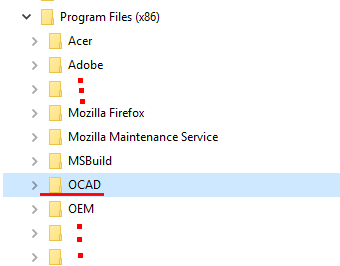 Program Files (x86)
Acer
Adobe
Mozilla Firefox
Mozilla Maintenance Service
MSBuild
OCAD
OEM